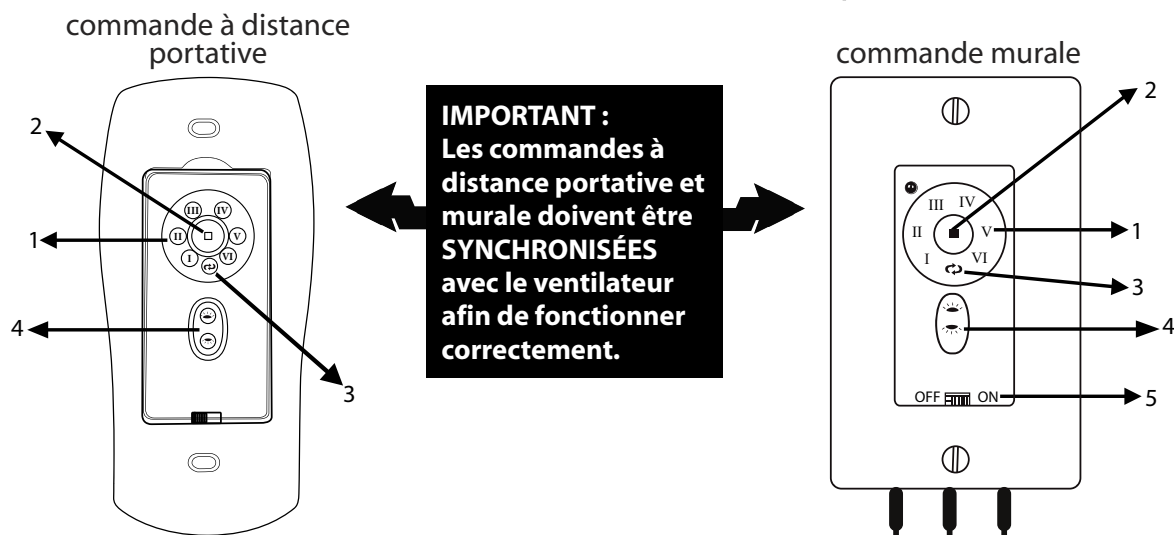 commande à distance
portative
2
III IV
II V
1
I VI
4
3
IMPORTANT :
Les commandes à
distance portative et
murale doivent être
SYNCHRONISÉES
avec le ventilateur
afin de fonctionner
correctement.
commande murale
2
III IV
II V
1
I VI
3
4
OFF ON
5